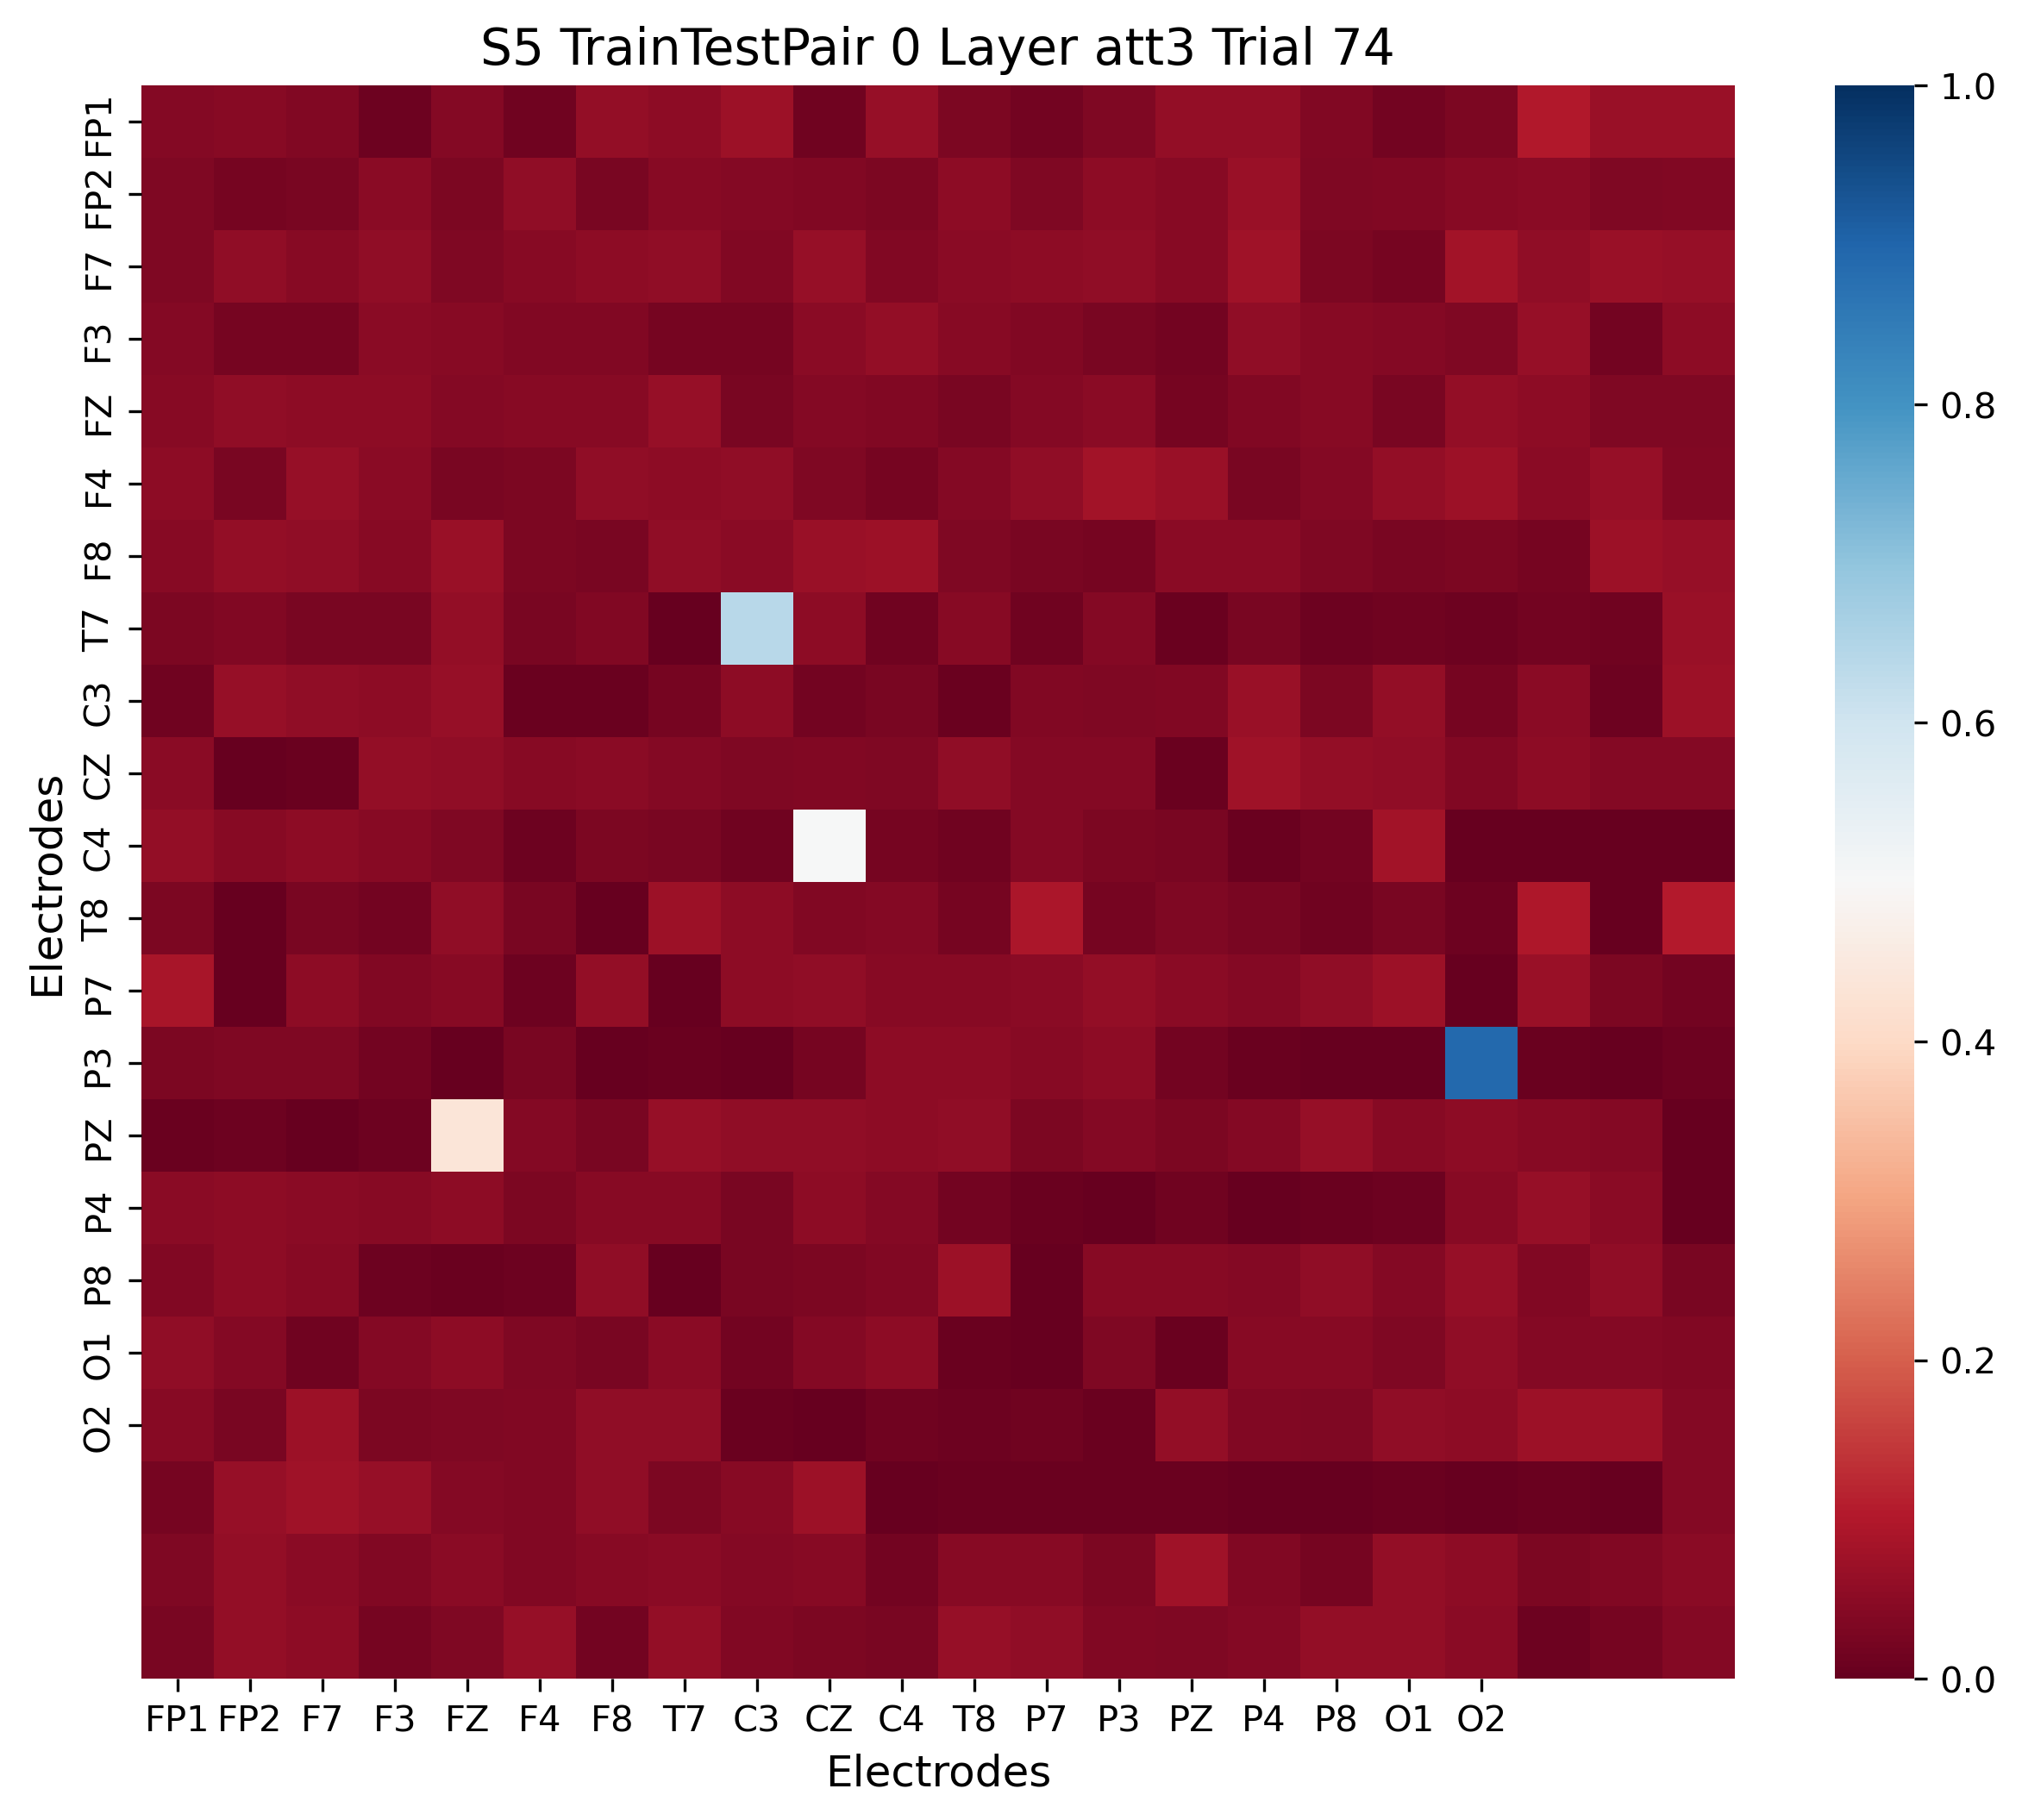 S5 TrainTestPair 0 Layer att3 Trial 74
Electrodes
FP1
FP2
F7
F3
FZ
F4
F8
T7
C3
CZ
C4
T8
P7
P3
PZ
P4
P8
O1
O2
FP1 FP2 F7 F3 FZ F4 F8 T7 C3 CZ C4 T8 P7 P3 PZ P4 P8 O1 O2
Electrodes
1.0
0.8
0.6
0.4
0.2
0.0